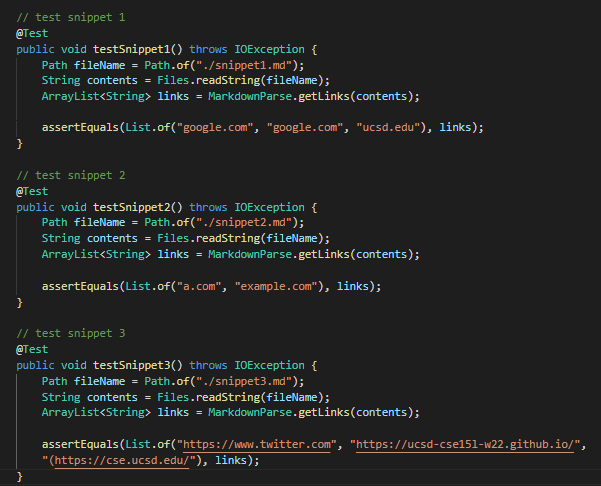 // test snippet 1
@Test
public void testSnippet1() throws IOException {
    Path fileName = Path.of("./snippet1.md");
    String contents = Files.readString(fileName);
    ArrayList<String> links = MarkdownParse.getLinks(contents);

    assertEquals(List.of("google.com", "google.com", "ucsd.edu"), links);
}

// test snippet 2
@Test
public void testSnippet2() throws IOException {
    Path fileName = Path.of("./snippet2.md");
    String contents = Files.readString(fileName);
    ArrayList<String> links = MarkdownParse.getLinks(contents);

    assertEquals(List.of("a.com", "example.com"), links);
}

// test snippet 3
@Test
public void testSnippet3() throws IOException {
    Path fileName = Path.of("./snippet3.md");
    String contents = Files.readString(fileName);
    ArrayList<String> links = MarkdownParse.getLinks(contents);

    assertEquals(List.of("https://www.twitter.com", "https://ucsd-cse15l-w22.github.io/",
    "(https://cse.ucsd.edu/"), links);
}